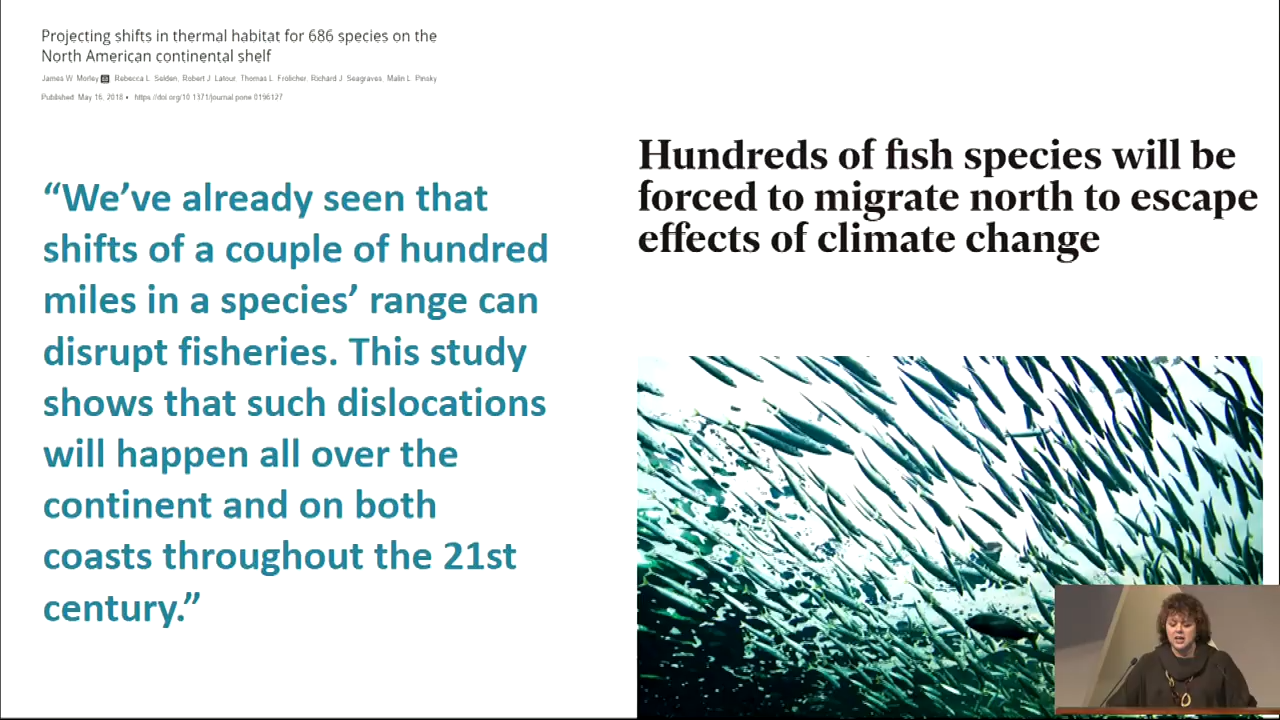 Projecting shifts in thermal habitat for 686 species on the
North American continental shelf
James W. Morley, Rebecca L. Selden, Robert J. Latour, Thomas L. Frolicher, Richard J. Seagraves, Malin L. Pinsky
Published: May 16, 2018 • https://doi.org/10.1371/journal.pone.0196127
“We’ve already seen that
shifts of a couple of hundred
miles in a species’ range can
disrupt fisheries. This study
shows that such dislocations
will happen all over the
continent and on both
coasts throughout the 21st
century.”
Hundreds of fish species will be
forced to migrate north to escape
effects of climate change